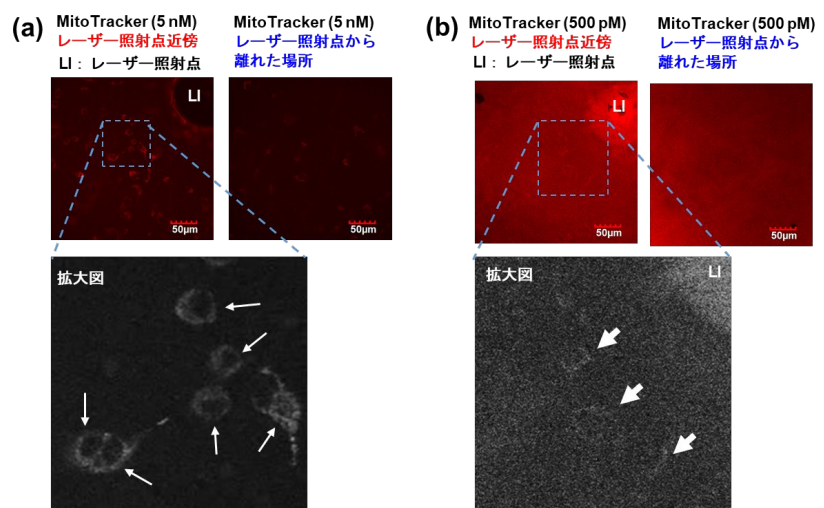 (a)
MitoTracker (5 nM)
レーザー照射点近傍
LI： レーザー照射点
MitoTracker (5 nM)
レーザー照射点から
離れた場所
LI
50μm
50μm
拡大図
(b)
MitoTracker (500 pM)
レーザー照射点近傍
LI： レーザー照射点
MitoTracker (500 pM)
レーザー照射点から
離れた場所
LI
50μm
50μm
拡大図
LI